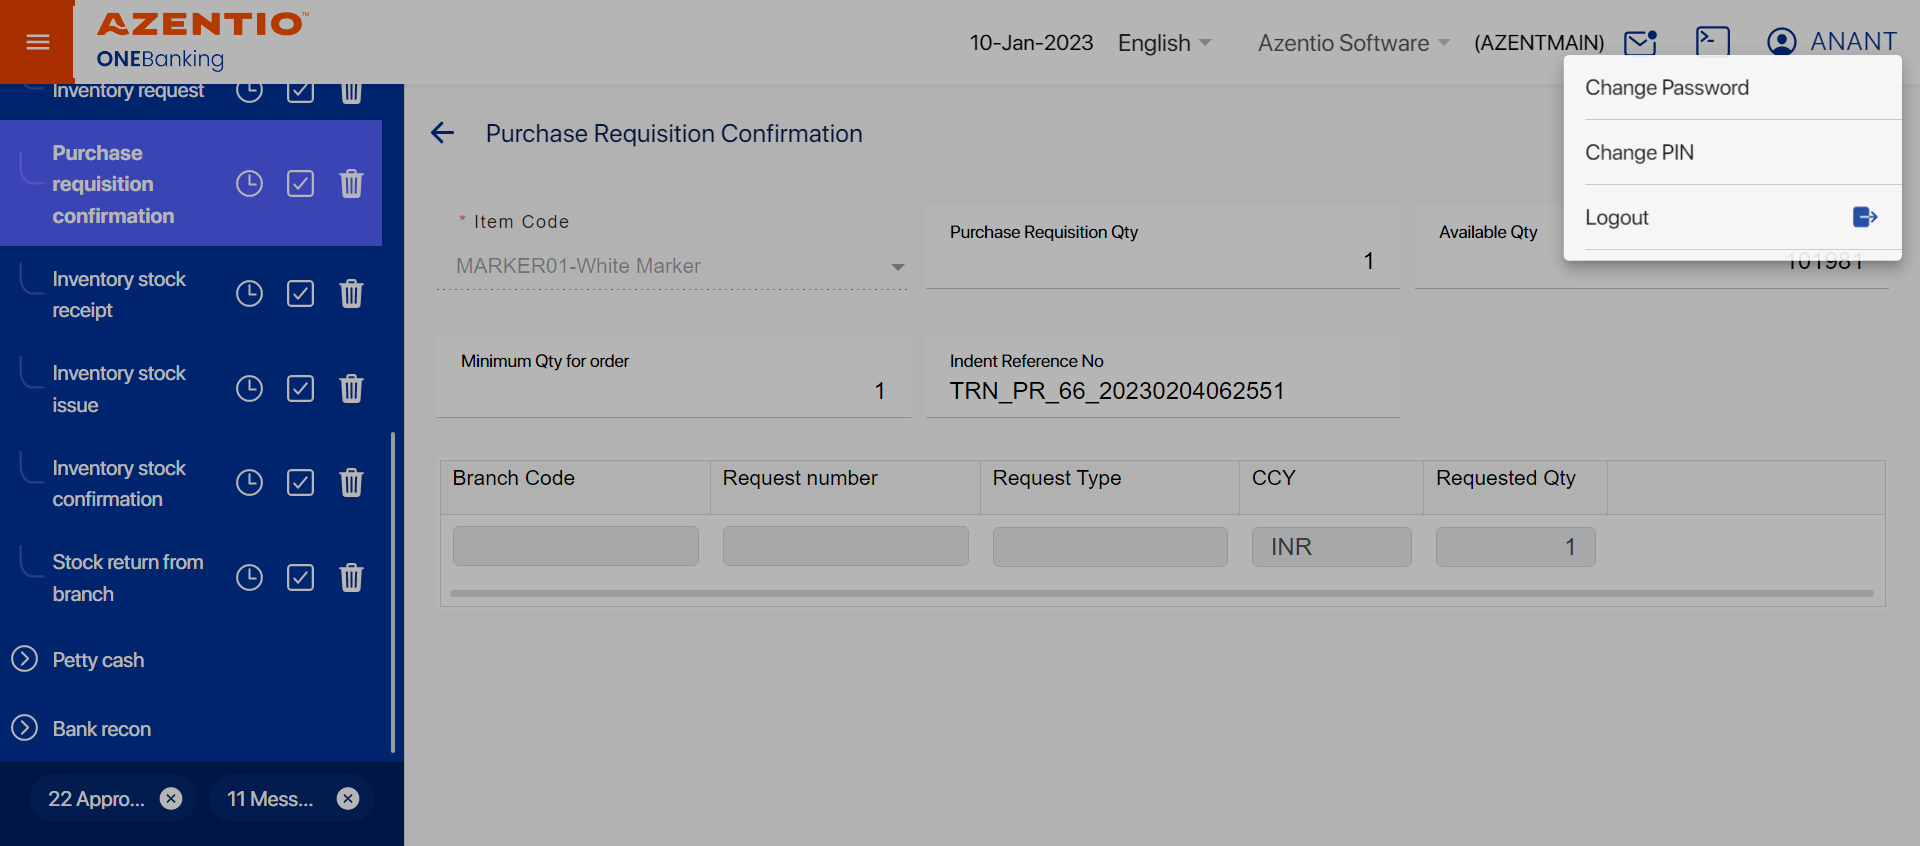 AZENTIO™
ONEBanking
10-Jan-2023
English
Azentio Software
(AZENTMAIN)
ANANT
Change Password
Change PIN
Logout
Inventory request
Purchase
requisition
confirmation
Inventory stock
receipt
Inventory stock
issue
Inventory stock
confirmation
Stock return from
branch
Petty cash
Bank recon
22 Appro...
11 Mess...
Purchase Requisition Confirmation
* Item Code
MARKER01-White Marker
Purchase Requisition Qty
1
Available Qty
101981
Minimum Qty for order
1
Indent Reference No
TRN_PR_66_20230204062551
Branch Code
Request number
Request Type
CCY
Requested Qty
INR
1